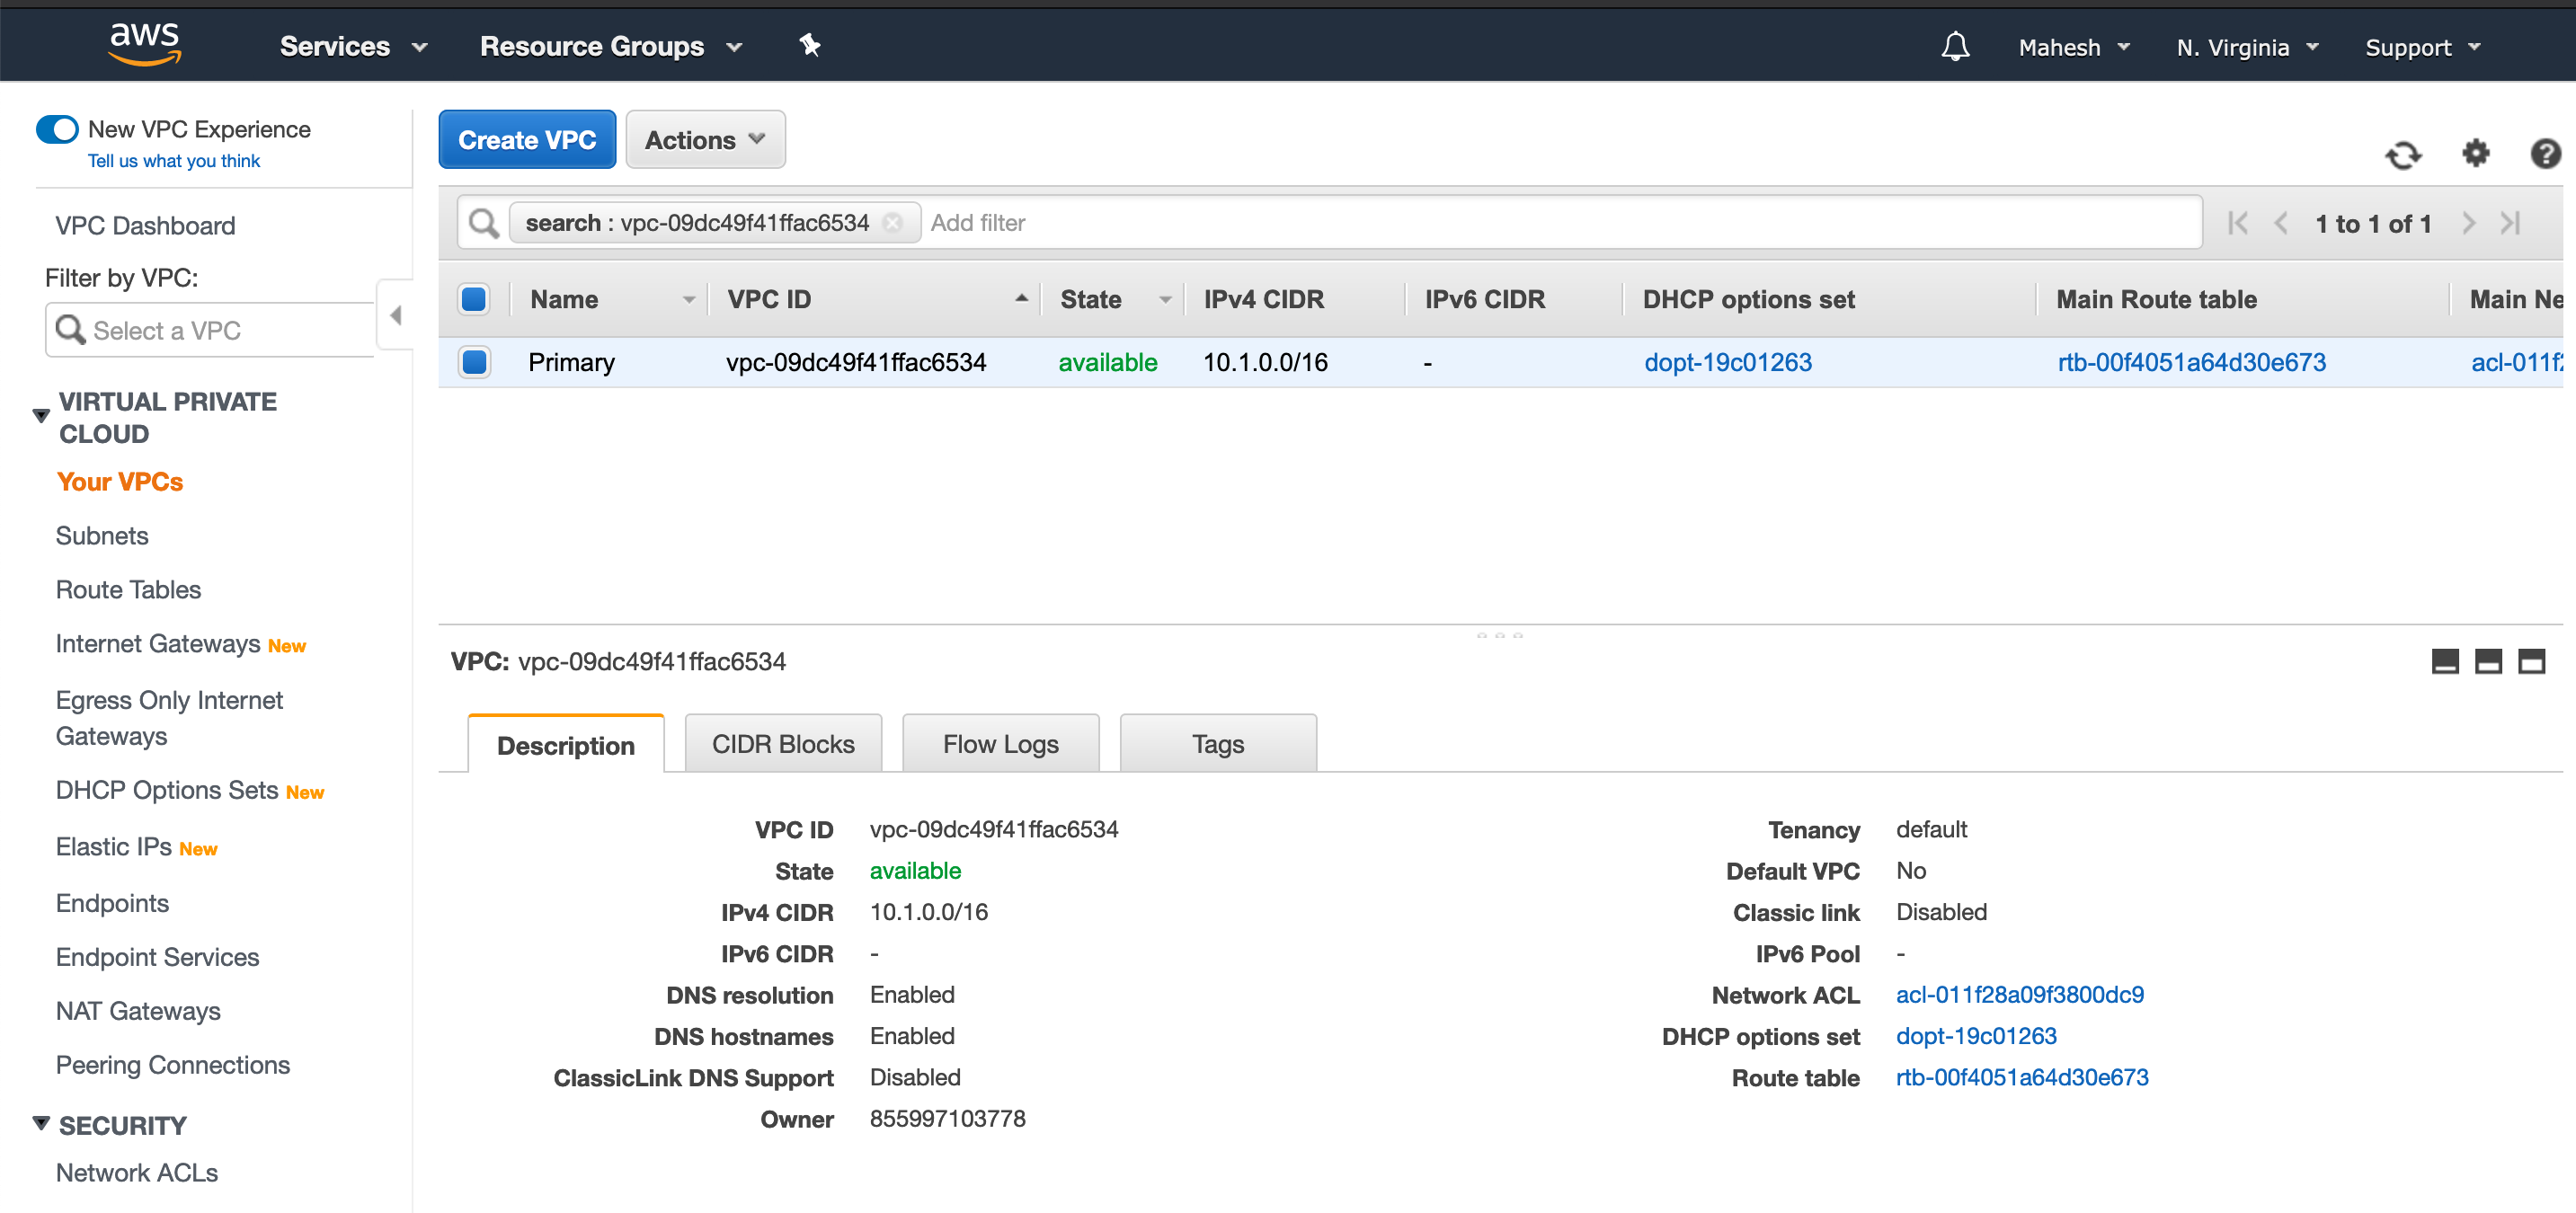 aws Services Resource Groups Mahesh N. Virginia Support
New VPC Experience
Tell us what you think
VPC Dashboard
Filter by VPC:
Select a VPC
VIRTUAL PRIVATE
CLOUD
Your VPCs
Subnets
Route Tables
Internet Gateways New
Egress Only Internet
Gateways
DHCP Options Sets New
Elastic IPs New
Endpoints
Endpoint Services
NAT Gateways
Peering Connections
SECURITY
Network ACLs
Create VPC Actions
search : vpc-09dc49f41ffac6534 Add filter 1 to 1 of 1
Name VPC ID State IPv4 CIDR IPv6 CIDR DHCP options set Main Route table Main Ne
Primary vpc-09dc49f41ffac6534 available 10.1.0.0/16 - dopt-19c01263 rtb-00f4051a64d30e673 acl-011f2
VPC: vpc-09dc49f41ffac6534
Description CIDR Blocks Flow Logs Tags
VPC ID vpc-09dc49f41ffac6534 Tenancy default
State available Default VPC No
IPv4 CIDR 10.1.0.0/16 Classic link Disabled
IPv6 CIDR - IPv6 Pool -
DNS resolution Enabled Network ACL acl-011f28a09f3800dc9
DNS hostnames Enabled DHCP options set dopt-19c01263
ClassicLink DNS Support Disabled Route table rtb-00f4051a64d30e673
Owner 855997103778